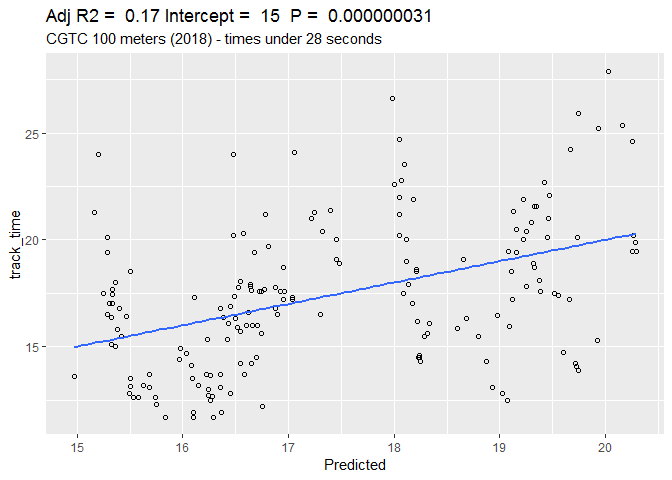 Adj R2 = 0.17 Intercept = 15 P = 0.000000031
CGTC 100 meters (2018) - times under 28 seconds
25
20
15
track_time
15 16 17 18 19 20
Predicted